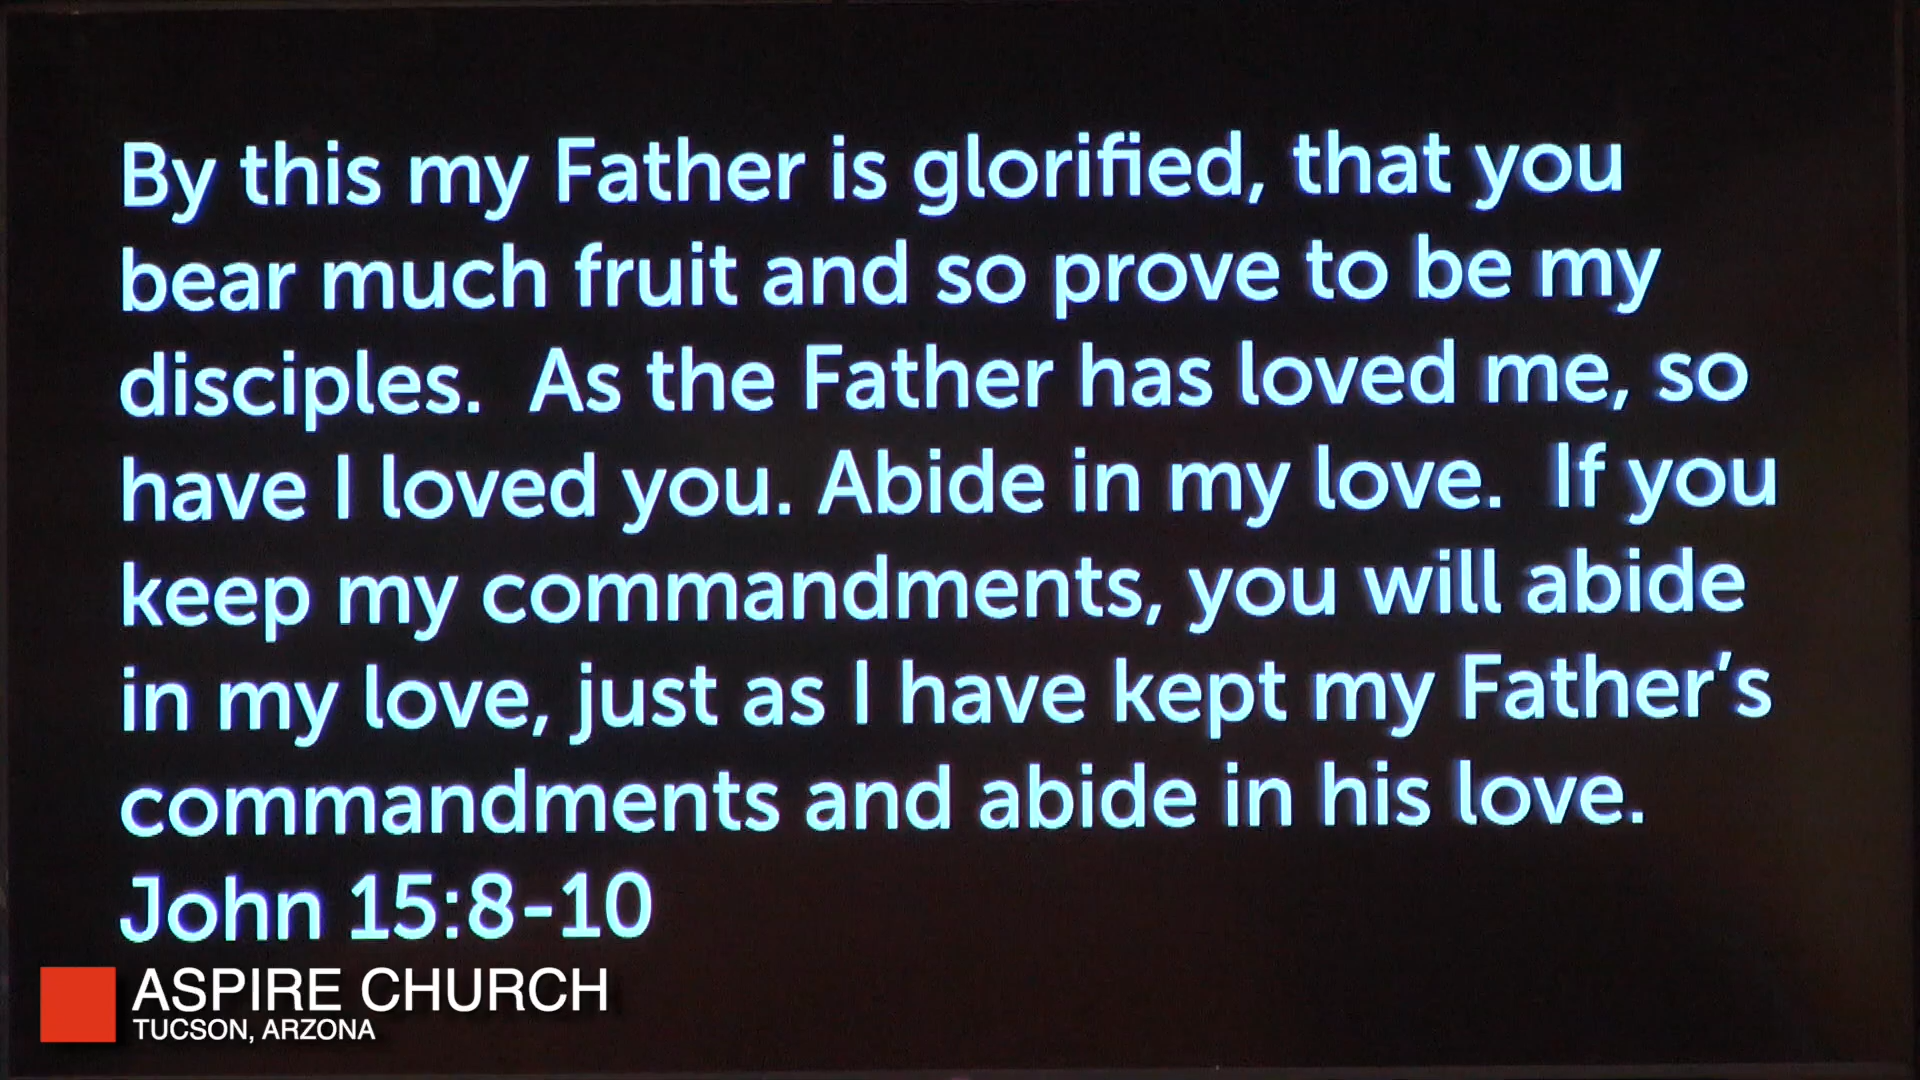 By this my Father is glorified, that you
bear much fruit and so prove to be my
disciples.  As the Father has loved me, so
have I loved you. Abide in my love.  If you
keep my commandments, you will abide
in my love, just as I have kept my Father’s
commandments and abide in his love.
John 15:8-10
ASPIRE CHURCH
TUCSON, ARZONA